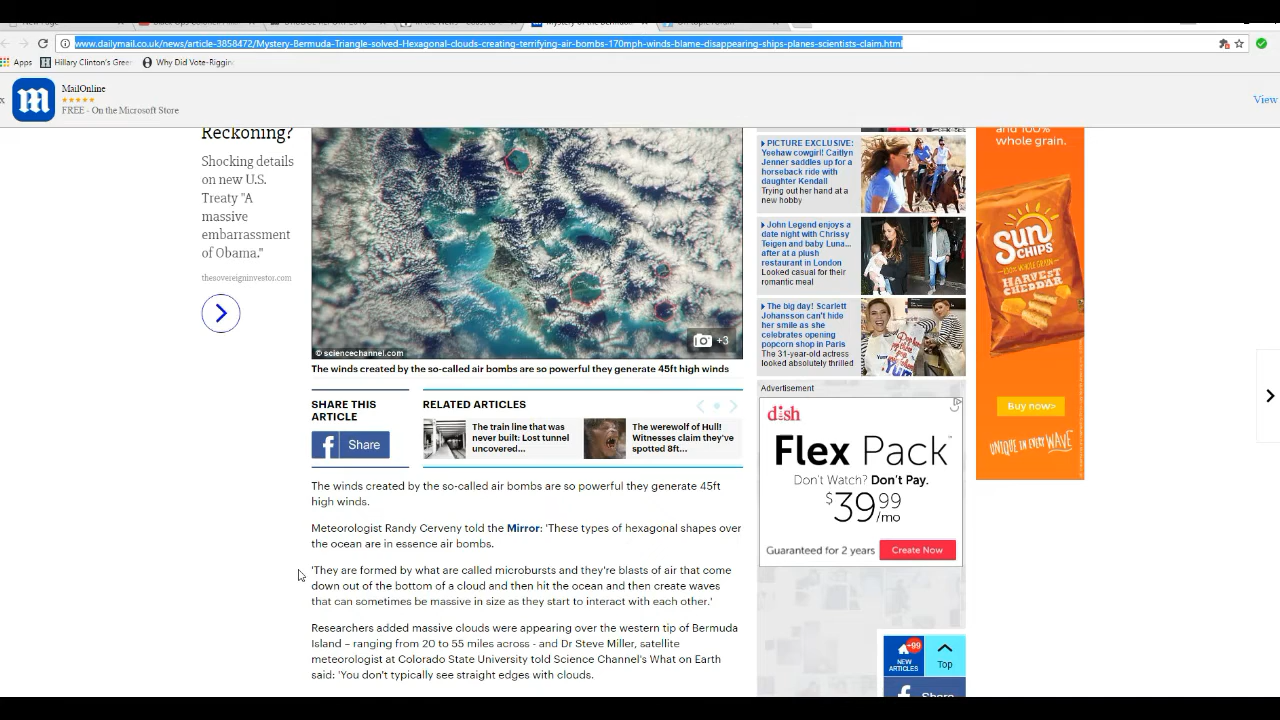 www.dailymail.co.uk/news/article-3858472/Mystery-Bermuda-Triangle-solved-Hexagonal-clouds-creating-terrifying-air-bombs-170mph-winds-blame-disappearing-ships-planes-scientists-claim.html
Apps
Hillary Clinton's Gree
Why Did Vote-Riggin
x
MailOnline
FREE - On the Microsoft Store
View
Reckoning?
Shocking details
on new U.S.
Treaty "A
massive
embarrassment
of Obama."
thesovereigninvestor.com
© sciencechannel.com
+3
The winds created by the so-called air bombs are so powerful they generate 45ft high winds
SHARE THIS
ARTICLE
Share
RELATED ARTICLES
The train line that was
never built: Lost tunnel
uncovered...
The werewolf of Hull!
Witnesses claim they've
spotted 8ft...
The winds created by the so-called air bombs are so powerful they generate 45ft
high winds.
Meteorologist Randy Cerveny told the Mirror: 'These types of hexagonal shapes over
the ocean are in essence air bombs.
'They are formed by what are called microbursts and they're blasts of air that come
down out of the bottom of a cloud and then hit the ocean and then create waves
that can sometimes be massive in size as they start to interact with each other.'
Researchers added massive clouds were appearing over the western tip of Bermuda
Island – ranging from 20 to 55 miles across - and Dr Steve Miller, satellite
meteorologist at Colorado State University told Science Channel's What on Earth
said: 'You don't typically see straight edges with clouds.
PICTURE EXCLUSIVE:
Yeehaw cowgirl! Caitlyn
Jenner saddles up for a
horseback ride with
daughter Kendall
Trying out her hand at a
new hobby
John Legend enjoys a
date night with Chrissy
Teigen and baby Luna...
after at a plush
restaurant in London
Looked casual for their
romantic meal
The big day! Scarlett
Johansson can't hide
her smile as she
celebrates opening
popcorn shop in Paris
The 31-year-old actress
looked absolutely thrilled
Advertisement
dish
Flex Pack™
Don't Watch? Don't Pay.
$39.99
/mo
Guaranteed for 2 years
Create Now
+99
NEW
ARTICLES
Top
Share
and 100%
whole grain.
Sun
CHIPS
100% WHOLE GRAIN
HARVEST
CHEDDAR
Buy now>
UNIQUE IN EVERY WAVE